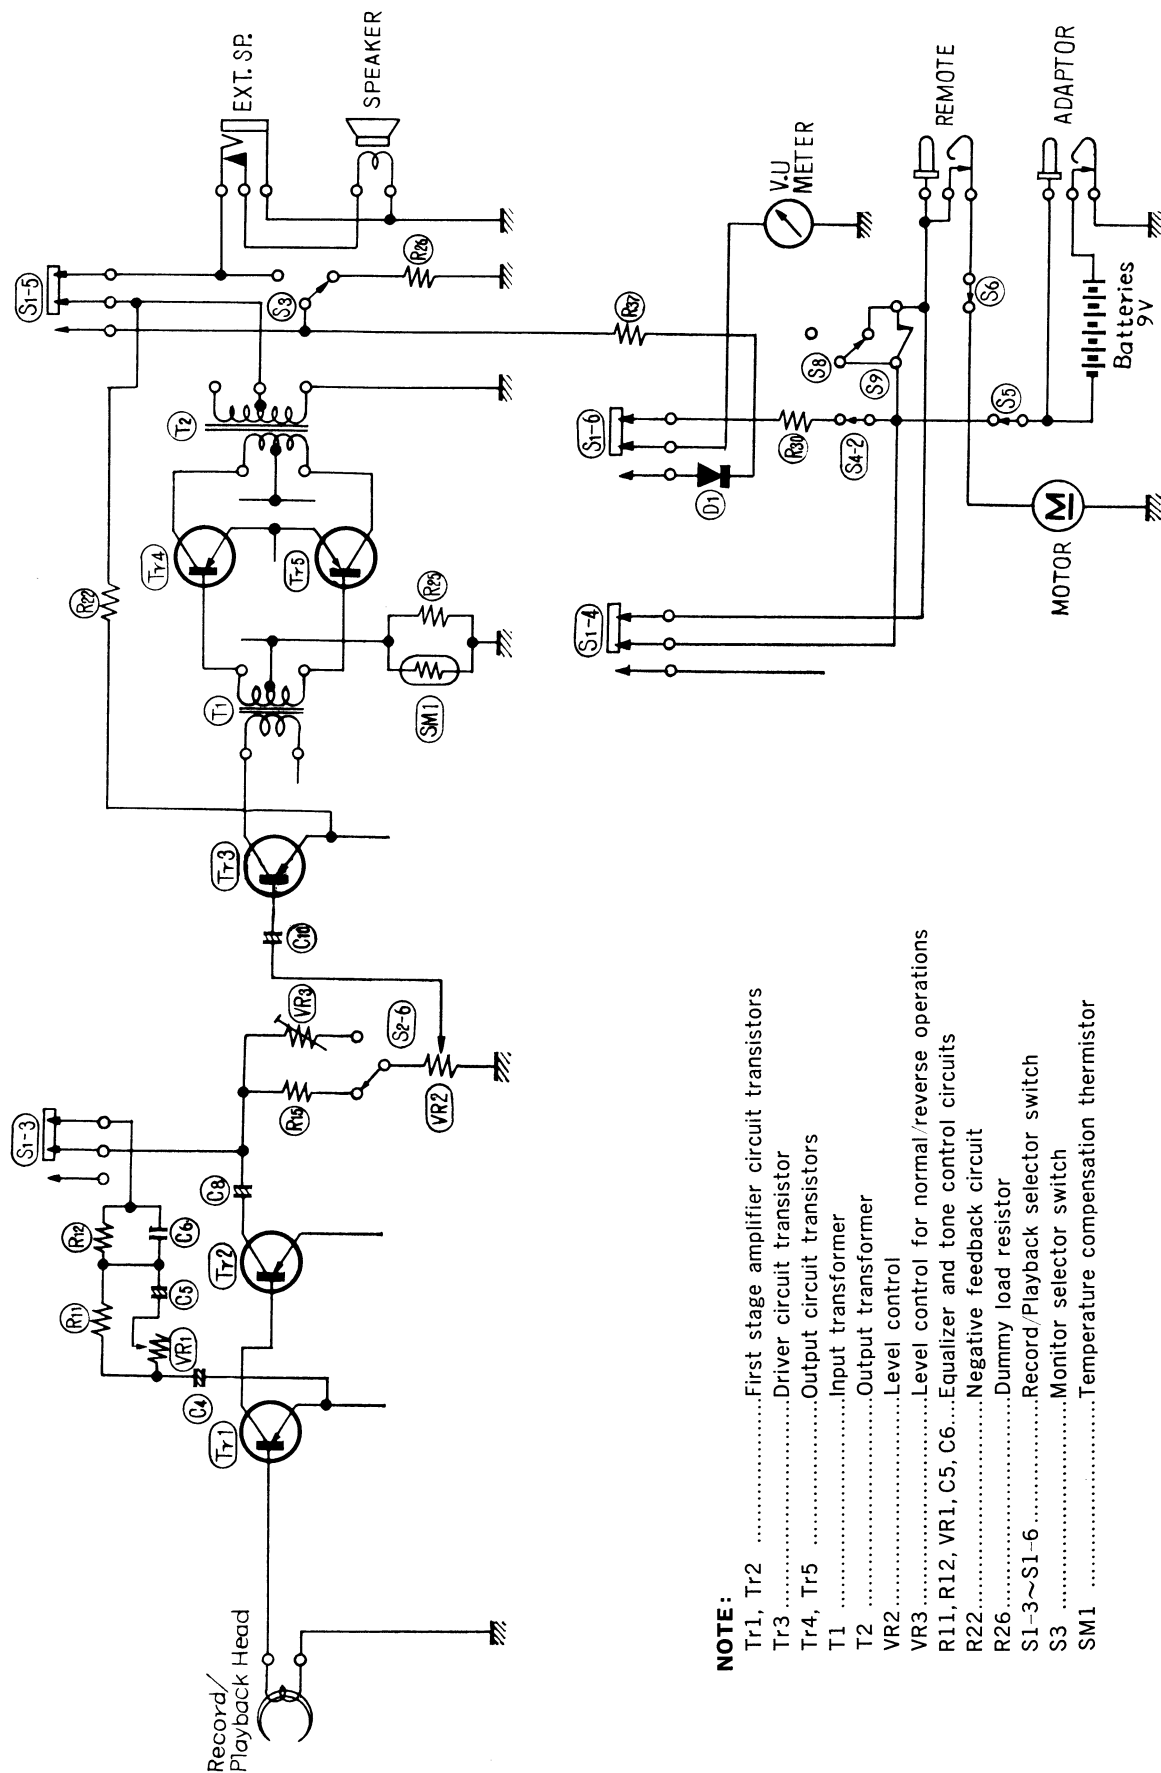 Record/
Playback Head
Tr1
C4
VR1
R11
C5
R12
C6
Tr2
C8
S1-3
R15
VR3
S2-6
VR2
C10
Tr3
R22
T1
SM1
R25
Tr4
Tr5
T2
S1-5
S3
R26
EXT. SP.
SPEAKER
R37
S1-4
S1-6
D1
R30
S4-2
S8
S9
V.U
METER
S5
S6
MOTOR
M
REMOTE
ADAPTOR
Batteries
9V
NOTE:
Tr1, Tr2 ..................First stage amplifier circuit transistors
Tr3 ........................Driver circuit transistor
Tr4, Tr5 ..................Output circuit transistors
T1 ........................Input transformer
T2 ........................Output transformer
VR2........................Level control
VR3........................Level control for normal/reverse operations
R11, R12, VR1, C5, C6...Equalizer and tone control circuits
R22........................Negative feedback circuit
R26........................Dummy load resistor
S1-3~S1-6 ..................Record/Playback selector switch
S3 ........................Monitor selector switch
SM1 ........................Temperature compensation thermistor